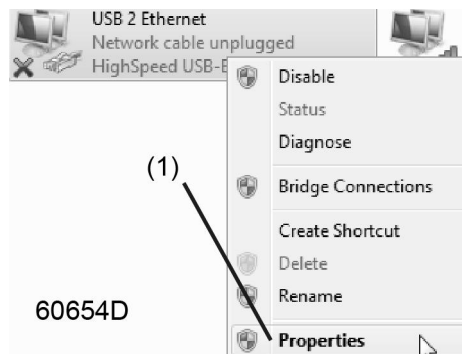 USB 2 Ethernet
Network cable unplugged
HighSpeed USB-E
Disable
Status
Diagnose
(1)
Bridge Connections
Create Shortcut
Delete
Rename
60654D
Properties